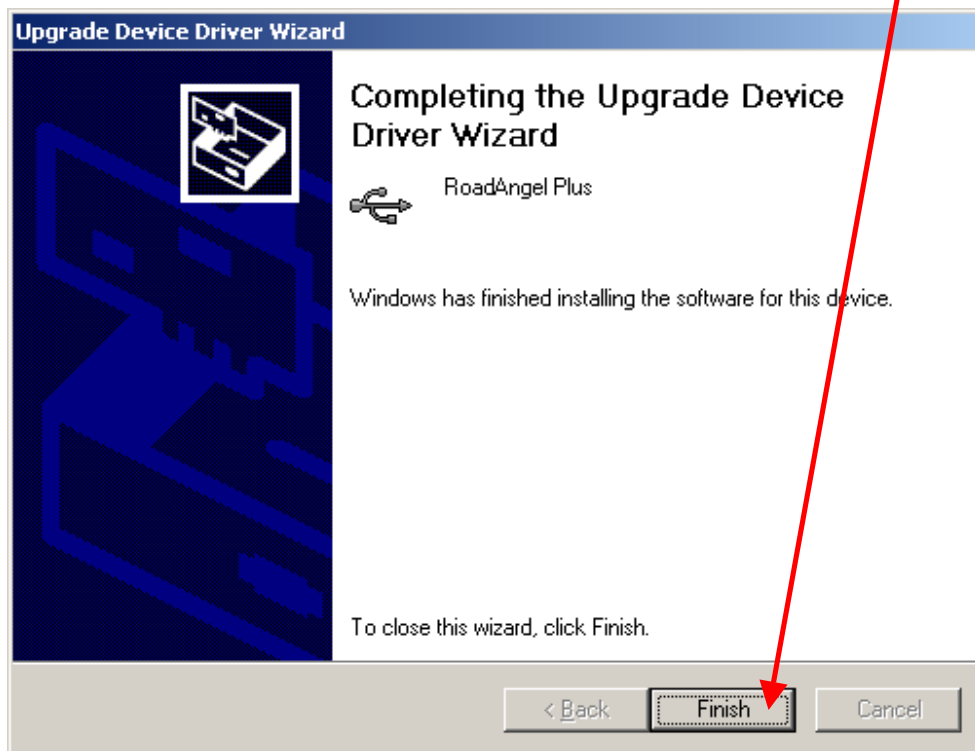 Upgrade Device Driver Wizard
Completing the Upgrade Device
Driver Wizard
RoadAngel Plus
Windows has finished installing the software for this device.
To close this wizard, click Finish.
< Back Finish Cancel